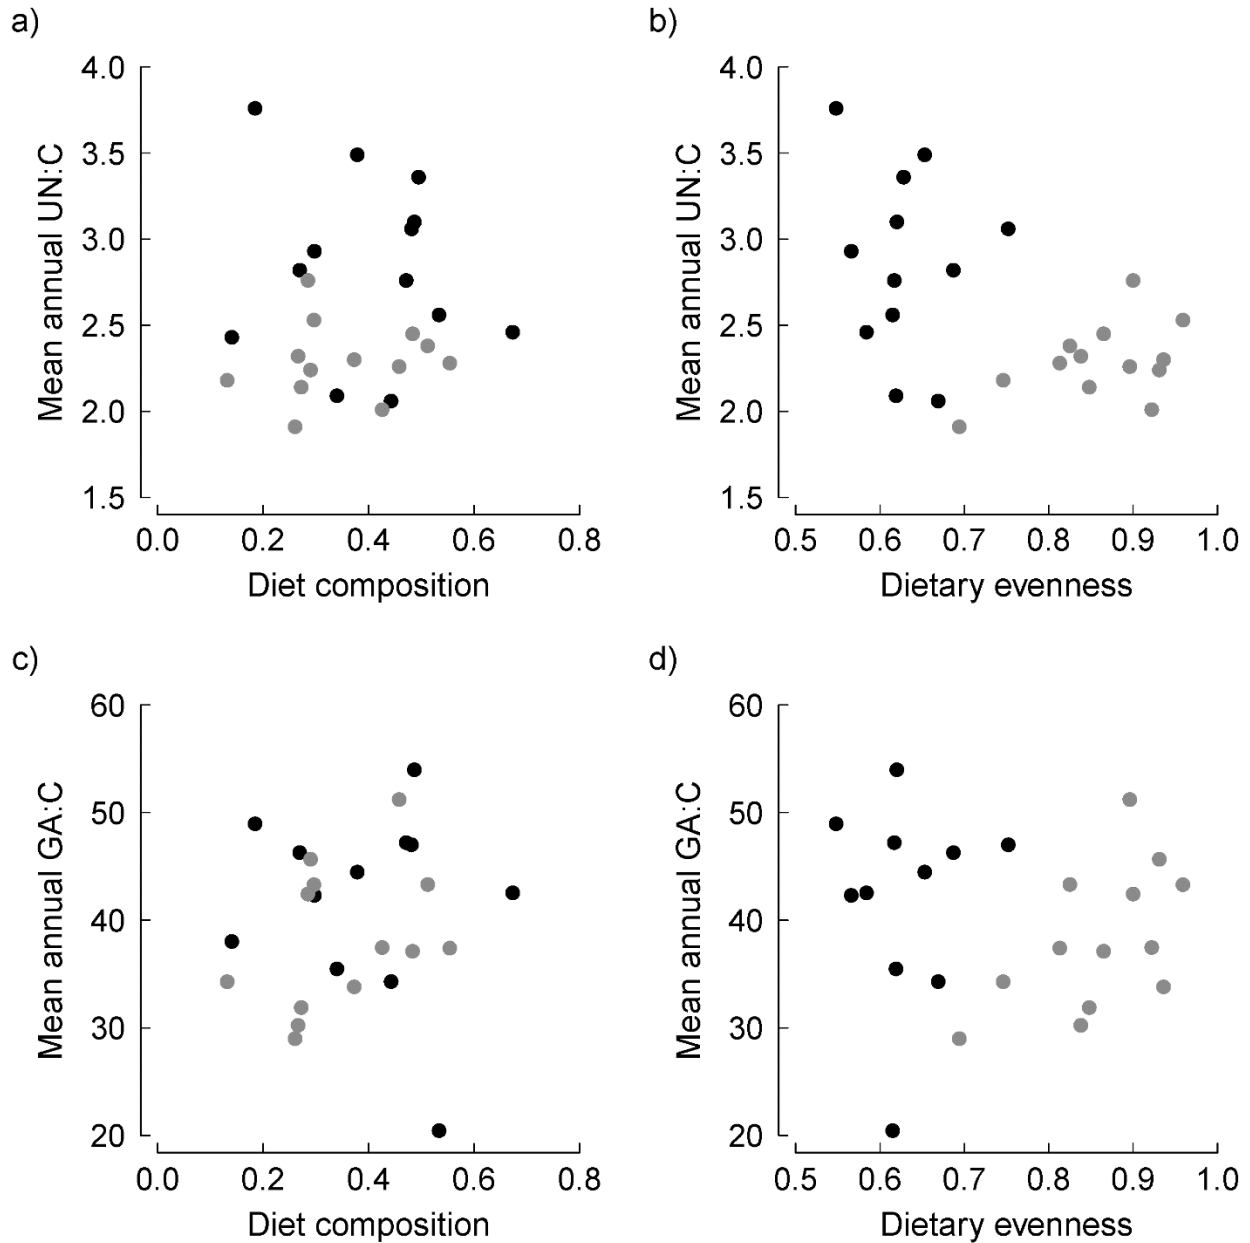 a)
4.0
3.5
3.0
2.5
2.0
1.5
Mean annual UN:C
0.0 0.2 0.4 0.6 0.8
Diet composition
b)
4.0
3.5
3.0
2.5
2.0
1.5
Mean annual UN:C
0.5 0.6 0.7 0.8 0.9 1.0
Dietary evenness
c)
60
50
40
30
20
Mean annual GA:C
0.0 0.2 0.4 0.6 0.8
Diet composition
d)
60
50
40
30
20
Mean annual GA:C
0.5 0.6 0.7 0.8 0.9 1.0
Dietary evenness